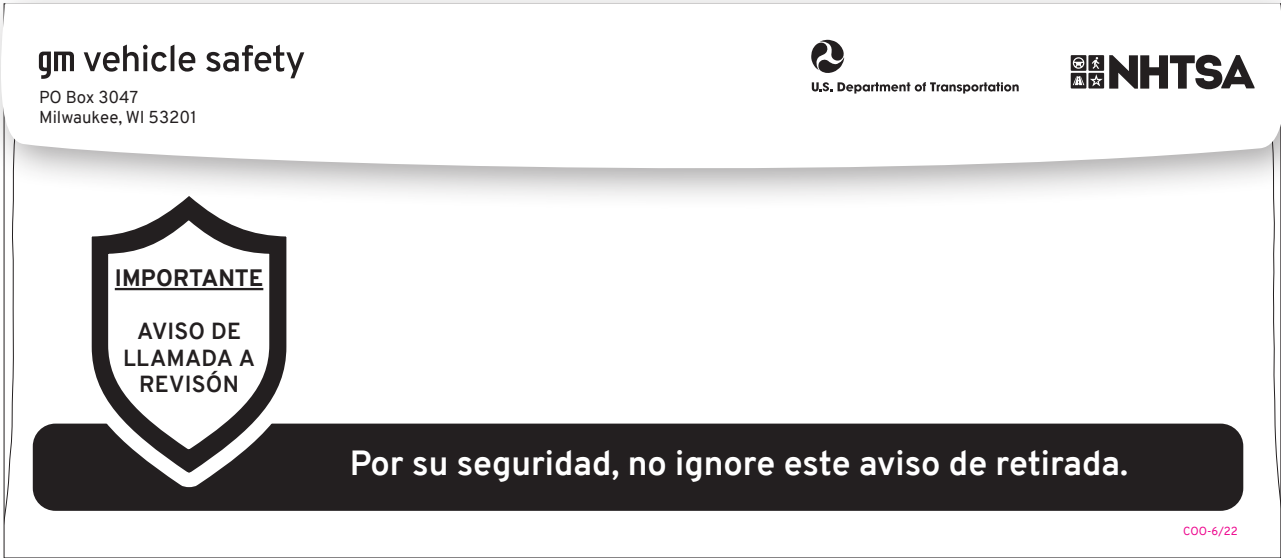 gm vehicle safety
PO Box 3047
Milwaukee, WI 53201
U.S. Department of Transportation
NHTSA
IMPORTANTE
AVISO DE
LLAMADA A
REVISÓN
Por su seguridad, no ignore este aviso de retirada.
COO-6/22